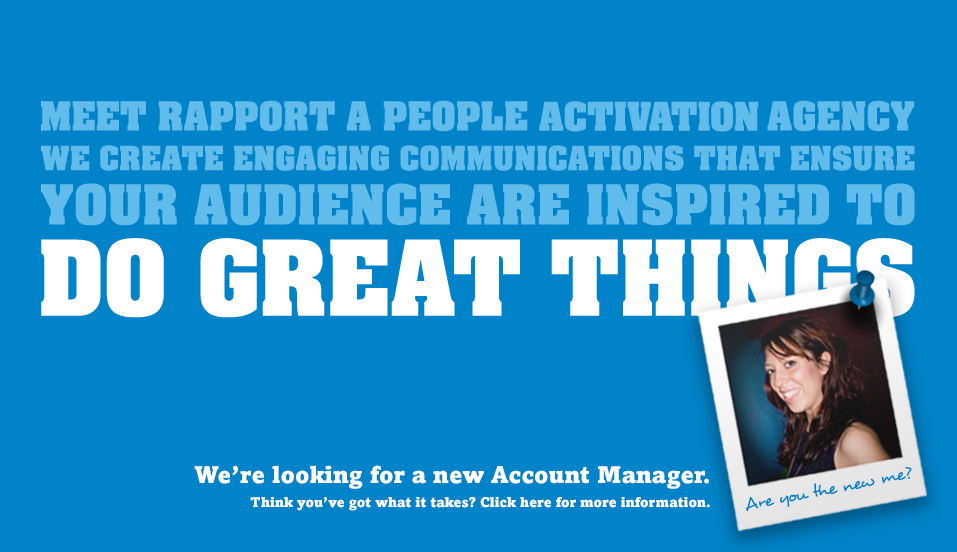 MEET RAPPORT A PEOPLE ACTIVATION AGENCY
WE CREATE ENGAGING COMMUNICATIONS THAT ENSURE
YOUR AUDIENCE ARE INSPIRED TO
DO GREAT THINGS
We're looking for a new Account Manager.
Think you've got what it takes? Click here for more information.
Are you the new me?